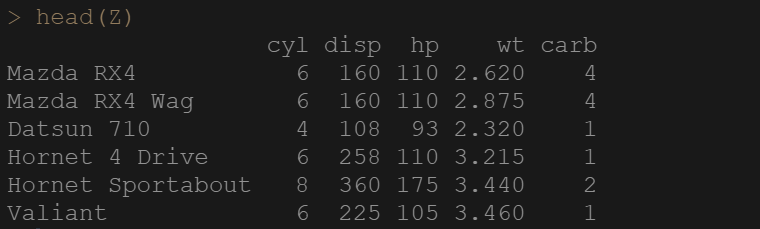 > head(Z)
                   cyl disp  hp    wt carb
Mazda RX4            6  160 110 2.620    4
Mazda RX4 Wag        6  160 110 2.875    4
Datsun 710           4  108  93 2.320    1
Hornet 4 Drive       6  258 110 3.215    1
Hornet Sportabout    8  360 175 3.440    2
Valiant              6  225 105 3.460    1